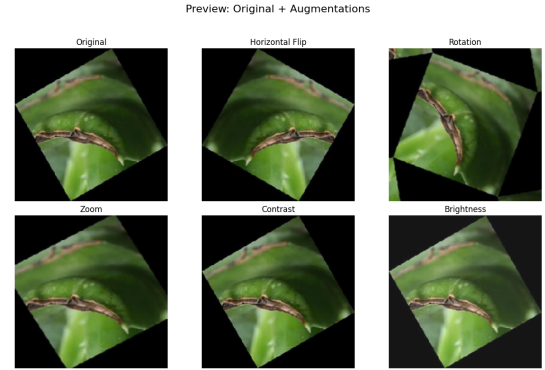 Preview: Original + Augmentations
Original
Horizontal Flip
Rotation
Zoom
Contrast
Brightness